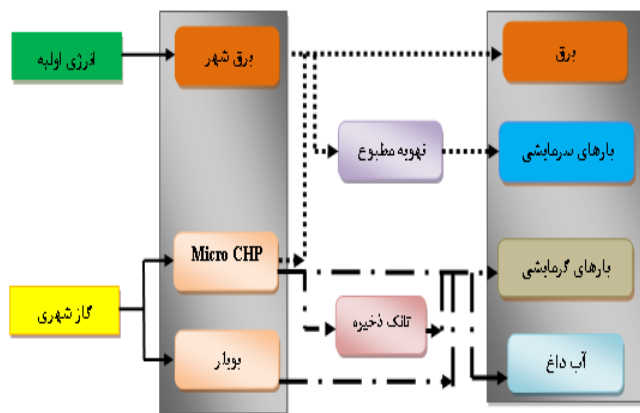 انرژی اولیه
برق شهر
برق
تهویه مطبوع
بارهای سرمایشی
Micro CHP
بارهای گرمایشی
گاز شهری
تانک ذخیره
بویلر
آب داغ